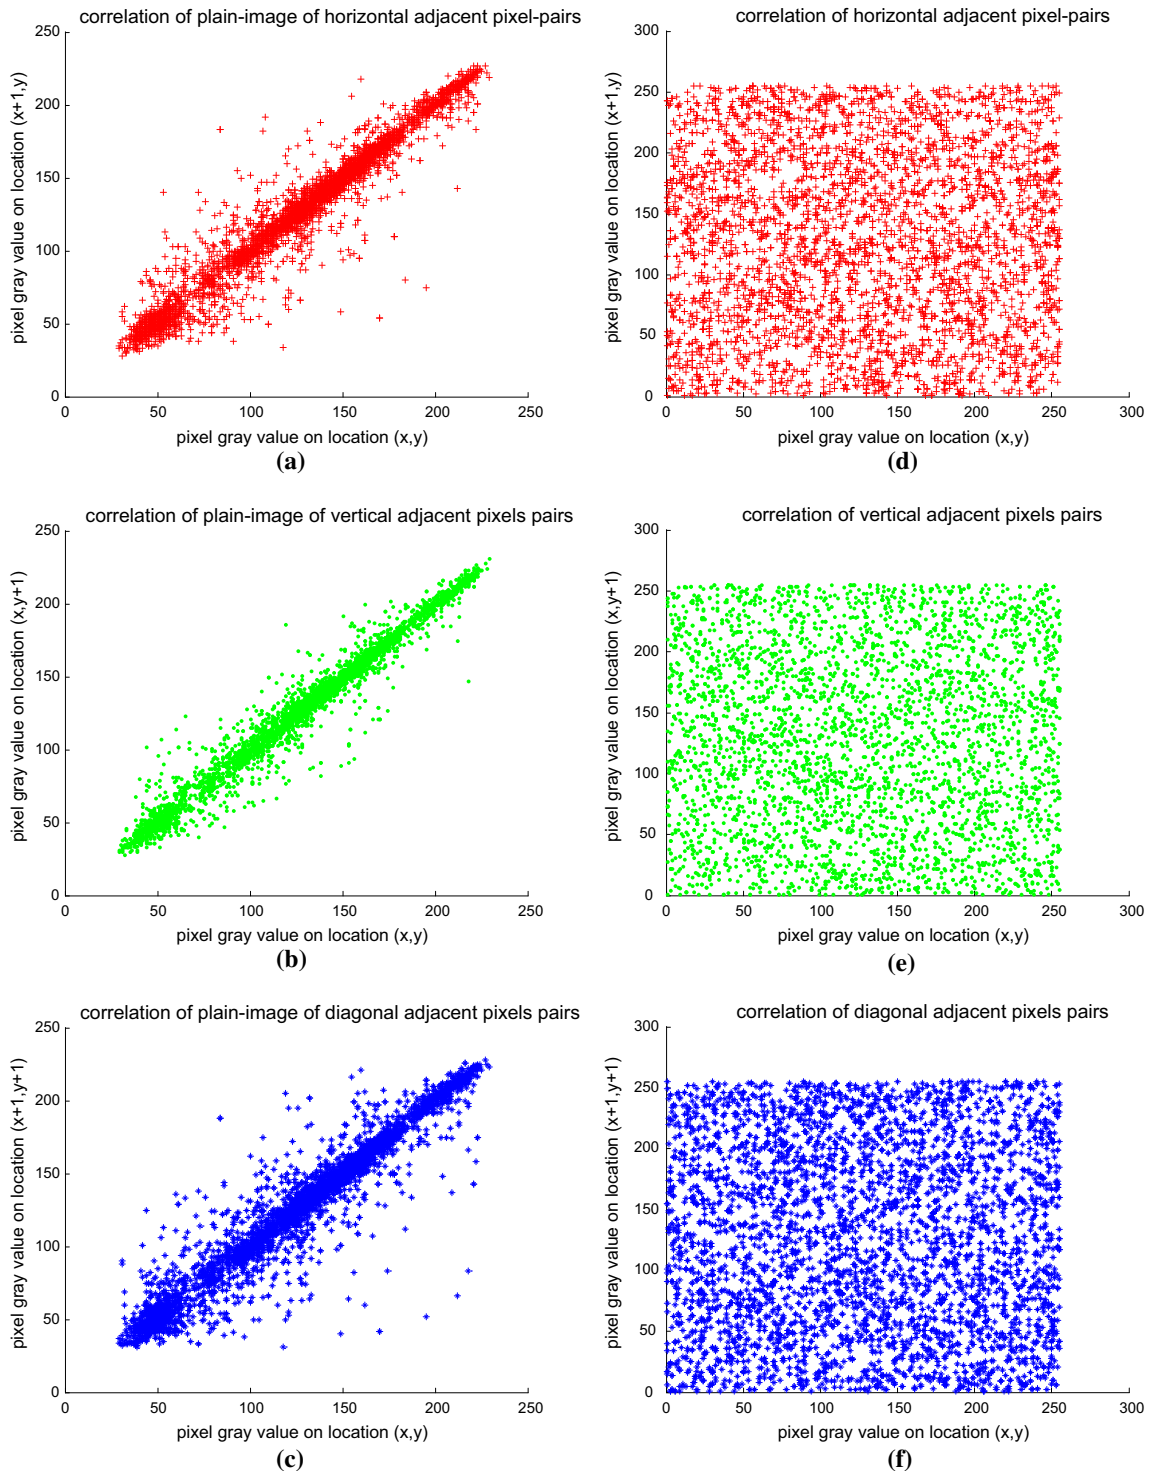 correlation of plain-image of horizontal adjacent pixel-pairs
250
200
150
100
50
0
pixel gray value on location (x+1,y)
0 50 100 150 200 250
pixel gray value on location (x,y)
(a)
correlation of horizontal adjacent pixel-pairs
300
250
200
150
100
50
0
pixel gray value on location (x+1,y)
0 50 100 150 200 250 300
pixel gray value on location (x,y)
(d)
correlation of plain-image of vertical adjacent pixels pairs
250
200
150
100
50
0
pixel gray value on location (x,y+1)
0 50 100 150 200 250
pixel gray value on location (x,y)
(b)
correlation of vertical adjacent pixels pairs
300
250
200
150
100
50
0
pixel gray value on location (x,y+1)
0 50 100 150 200 250 300
pixel gray value on location (x,y)
(e)
correlation of plain-image of diagonal adjacent pixels pairs
250
200
150
100
50
0
pixel gray value on location (x+1,y+1)
0 50 100 150 200 250
pixel gray value on location (x,y)
(c)
correlation of diagonal adjacent pixels pairs
300
250
200
150
100
50
0
pixel gray value on location (x+1,y+1)
0 50 100 150 200 250 300
pixel gray value on location (x,y)
(f)